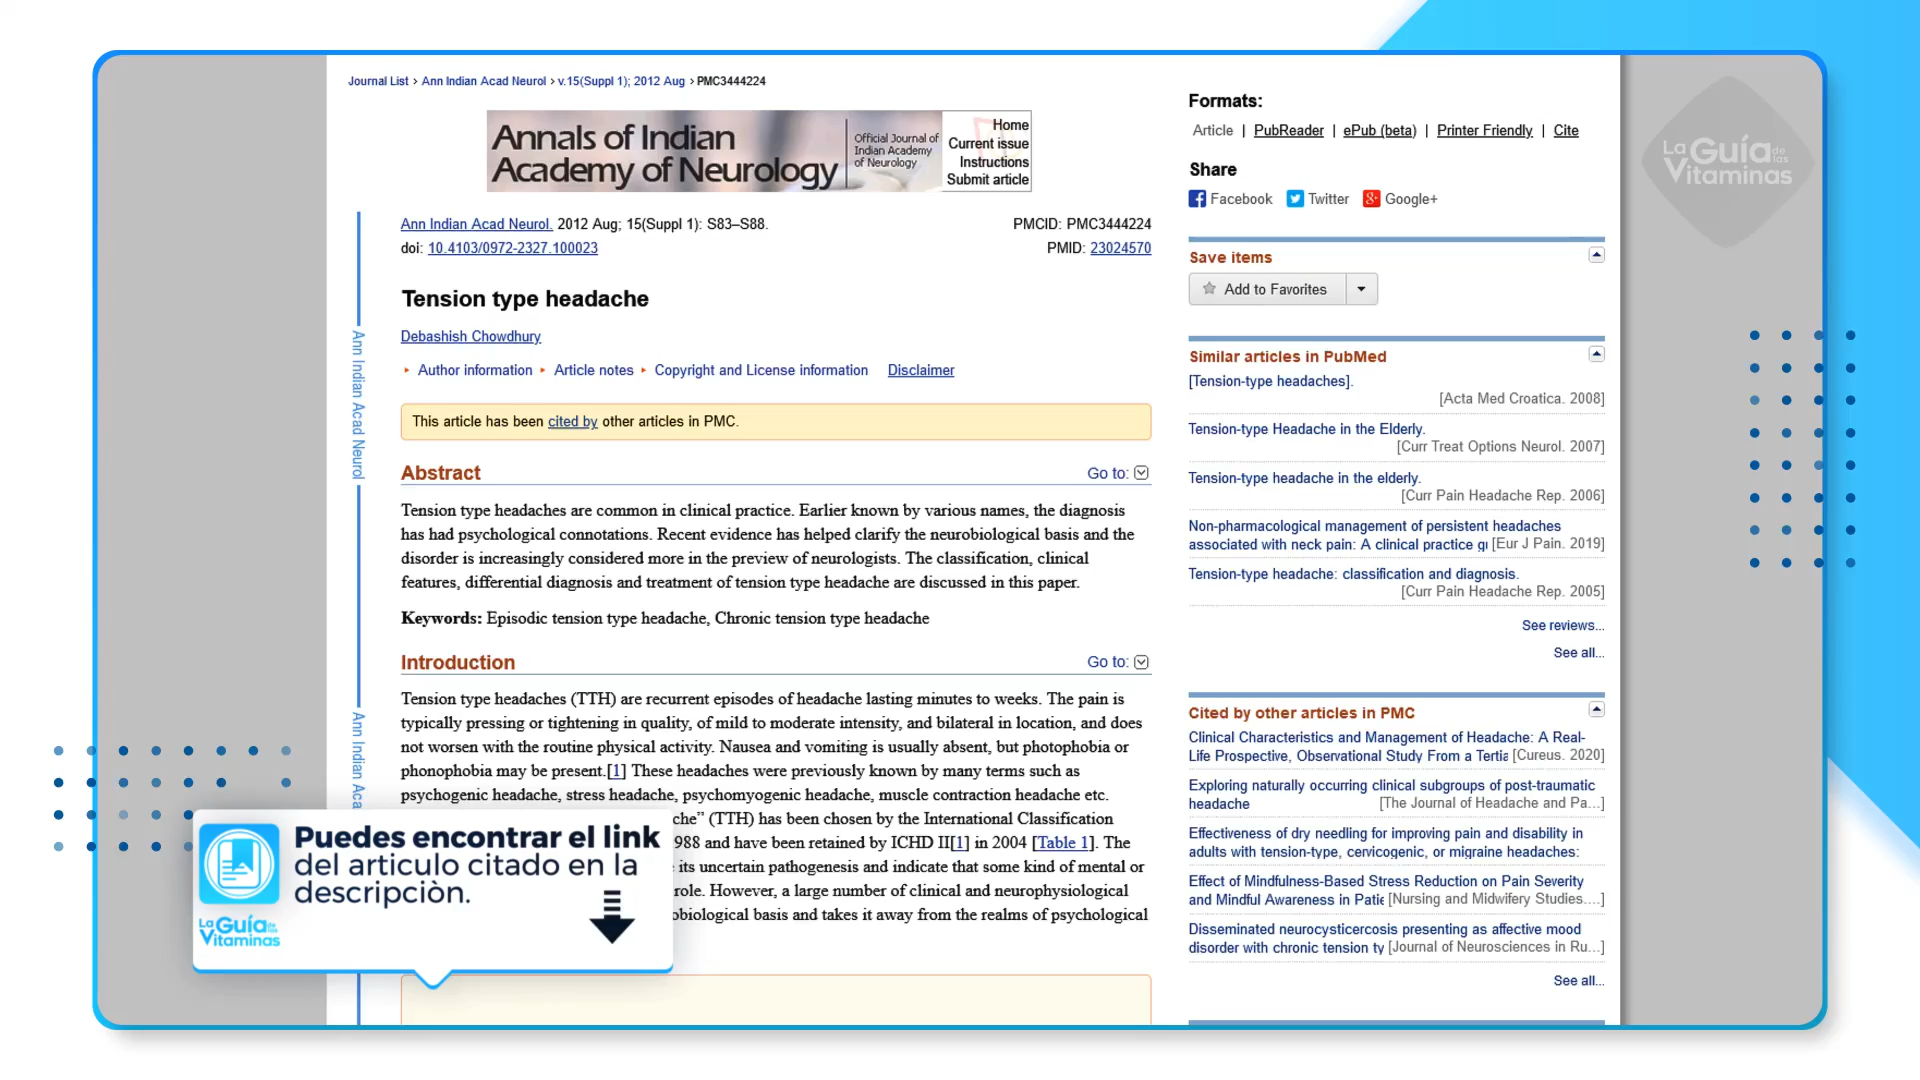 Journal List > Ann Indian Acad Neurol > v.15(Suppl 1); 2012 Aug > PMC3444224
Annals of Indian
Academy of Neurology
Official Journal of
Indian Academy
of Neurology
Home
Current issue
Instructions
Submit article
Ann Indian Acad Neurol. 2012 Aug; 15(Suppl 1): S83–S88.
doi: 10.4103/0972-2327.100023
PMCID: PMC3444224
PMID: 23024570
Tension type headache
Debashish Chowdhury
Author information
Article notes
Copyright and License information
Disclaimer
This article has been cited by other articles in PMC.
Abstract
Go to:
Tension type headaches are common in clinical practice. Earlier known by various names, the diagnosis
has had psychological connotations. Recent evidence has helped clarify the neurobiological basis and the
disorder is increasingly considered more in the preview of neurologists. The classification, clinical
features, differential diagnosis and treatment of tension type headache are discussed in this paper.
Keywords: Episodic tension type headache, Chronic tension type headache
Introduction
Go to:
Tension type headaches (TTH) are recurrent episodes of headache lasting minutes to weeks. The pain is
typically pressing or tightening in quality, of mild to moderate intensity, and bilateral in location, and does
not worsen with the routine physical activity. Nausea and vomiting is usually absent, but photophobia or
phonophobia may be present.[1] These headaches were previously known by many terms such as
psychogenic headache, stress headache, psychomyogenic headache, muscle contraction headache etc.
che” (TTH) has been chosen by the International Classification
988 and have been retained by ICHD II[1] in 2004 [Table 1]. The
its uncertain pathogenesis and indicate that some kind of mental or
role. However, a large number of clinical and neurophysiological
obiological basis and takes it away from the realms of psychological
Ann Indian Acad Neurol
Ann Indian Aca
Puedes encontrar el link
del articulo citado en la
descripciòn.
La Guía de las
Vitaminas
Formats:
Article | PubReader | ePub (beta) | Printer Friendly | Cite
Share
Facebook Twitter Google+
Save items
Add to Favorites
Similar articles in PubMed
[Tension-type headaches].
[Acta Med Croatica. 2008]
Tension-type Headache in the Elderly.
[Curr Treat Options Neurol. 2007]
Tension-type headache in the elderly.
[Curr Pain Headache Rep. 2006]
Non-pharmacological management of persistent headaches
associated with neck pain: A clinical practice gu [Eur J Pain. 2019]
Tension-type headache: classification and diagnosis.
[Curr Pain Headache Rep. 2005]
See reviews...
See all...
Cited by other articles in PMC
Clinical Characteristics and Management of Headache: A Real-
Life Prospective, Observational Study From a Tertia [Cureus. 2020]
Exploring naturally occurring clinical subgroups of post-traumatic
headache [The Journal of Headache and Pa...]
Effectiveness of dry needling for improving pain and disability in
adults with tension-type, cervicogenic, or migraine headaches:
Effect of Mindfulness-Based Stress Reduction on Pain Severity
and Mindful Awareness in Patie [Nursing and Midwifery Studies....]
Disseminated neurocysticercosis presenting as affective mood
disorder with chronic tension ty [Journal of Neurosciences in Ru...]
See all...
La Guía de las
Vitaminas